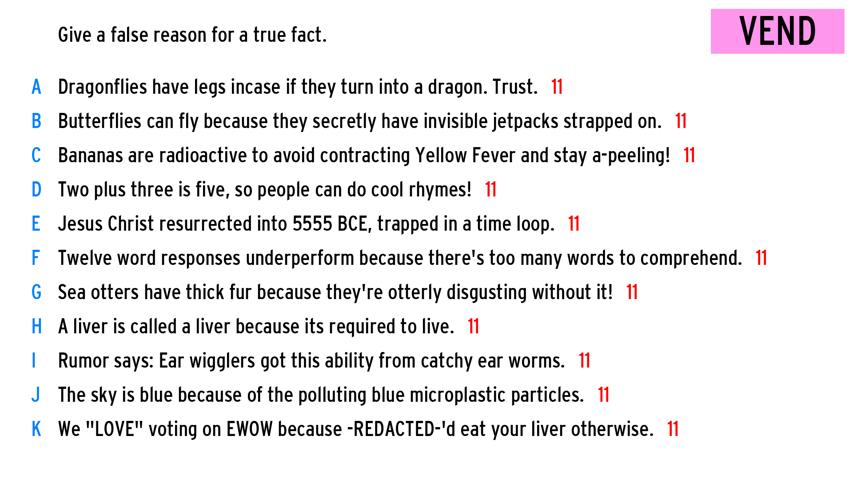 Give a false reason for a true fact.
VEND
A Dragonflies have legs incase if they turn into a dragon. Trust. 11
B Butterflies can fly because they secretly have invisible jetpacks strapped on. 11
C Bananas are radioactive to avoid contracting Yellow Fever and stay a-peeling! 11
D Two plus three is five, so people can do cool rhymes! 11
E Jesus Christ resurrected into 5555 BCE, trapped in a time loop. 11
F Twelve word responses underperform because there's too many words to comprehend. 11
G Sea otters have thick fur because they're otterly disgusting without it! 11
H A liver is called a liver because its required to live. 11
I Rumor says: Ear wigglers got this ability from catchy ear worms. 11
J The sky is blue because of the polluting blue microplastic particles. 11
K We "LOVE" voting on EWOW because -REDACTED-'d eat your liver otherwise. 11